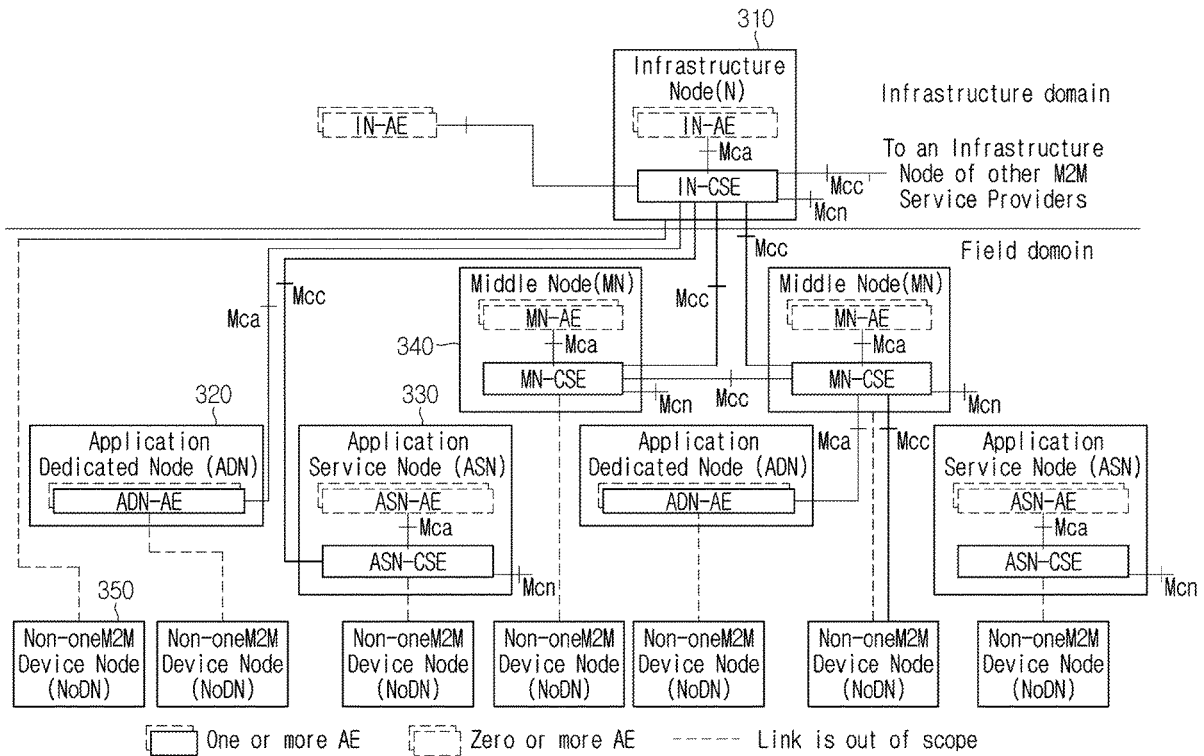 310
Infrastructure
Node(N)
IN-AE
Mca
IN-CSE
IN-AE
Infrastructure domain
To an Infrastructure
Node of other M2M
Service Providers
Mcc'
Mcn
Field domoin
Mcc
Mcc
Mcc
Mca
Middle Node(MN)
MN-AE
Mca
MN-CSE
Mcn
340
Mcc
Middle Node(MN)
MN-AE
Mca
MN-CSE
Mcn
Mca
Mcc
320
Application
Dedicated Node (ADN)
ADN-AE
330
Application
Service Node (ASN)
ASN-AE
Mca
ASN-CSE
Mcn
Application
Dedicated Node (ADN)
ADN-AE
Application
Service Node (ASN)
ASN-AE
Mca
ASN-CSE
Mcn
350
Non-oneM2M
Device Node
(NoDN)
Non-oneM2M
Device Node
(NoDN)
Non-oneM2M
Device Node
(NoDN)
Non-oneM2M
Device Node
(NoDN)
Non-oneM2M
Device Node
(NoDN)
Non-oneM2M
Device Node
(NoDN)
Non-oneM2M
Device Node
(NoDN)
One or more AE
Zero or more AE
Link is out of scope